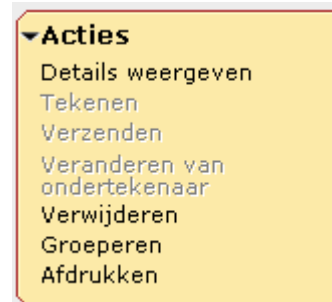 Acties
Details weergeven
Tekenen
Verzenden
Veranderen van
ondertekenaar
Verwijderen
Groeperen
Afdrukken